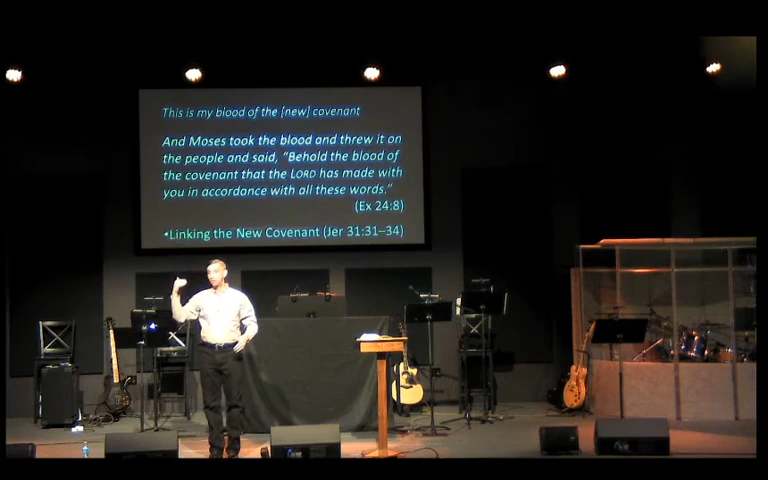 This is my blood of the [new] covenant
And Moses took the blood and threw it on
the people and said, “Behold the blood of
the covenant that the LORD has made with
you in accordance with all these words.”
(Ex 24:8)
•Linking the New Covenant (Jer 31:31–34)